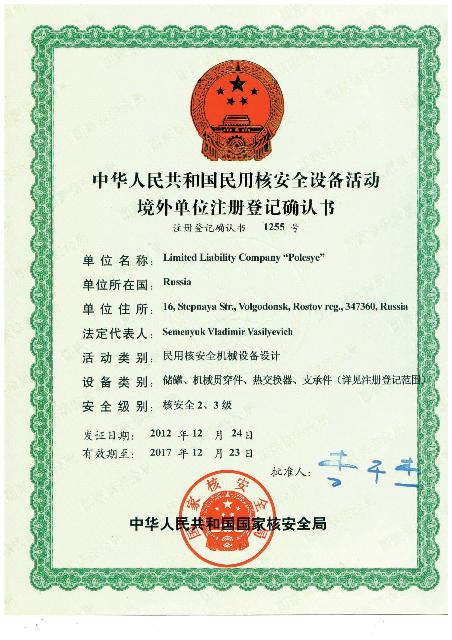 中华人民共和国民用核安全设备活动
境外单位注册登记确认书
注册登记确认书 1255 号
单位名称: Limited Liability Company “Polesye”
单位所在国: Russia
单位住所: 16, Stepnaya Str., Volgodonsk, Rostov reg., 347360, Russia
法定代表人: Semenyuk Vladimir Vasilyevich
活动类别: 民用核安全机械设备设计
设备类别: 储罐、机械贯穿件、热交换器、支承件（详见注册登记范围）
安全级别: 核安全2、3级
发证日期: 2012 年 12 月 24日
有效期至: 2017 年 12 月 23日
批准人:
国家核安全局
中华人民共和国国家核安全局